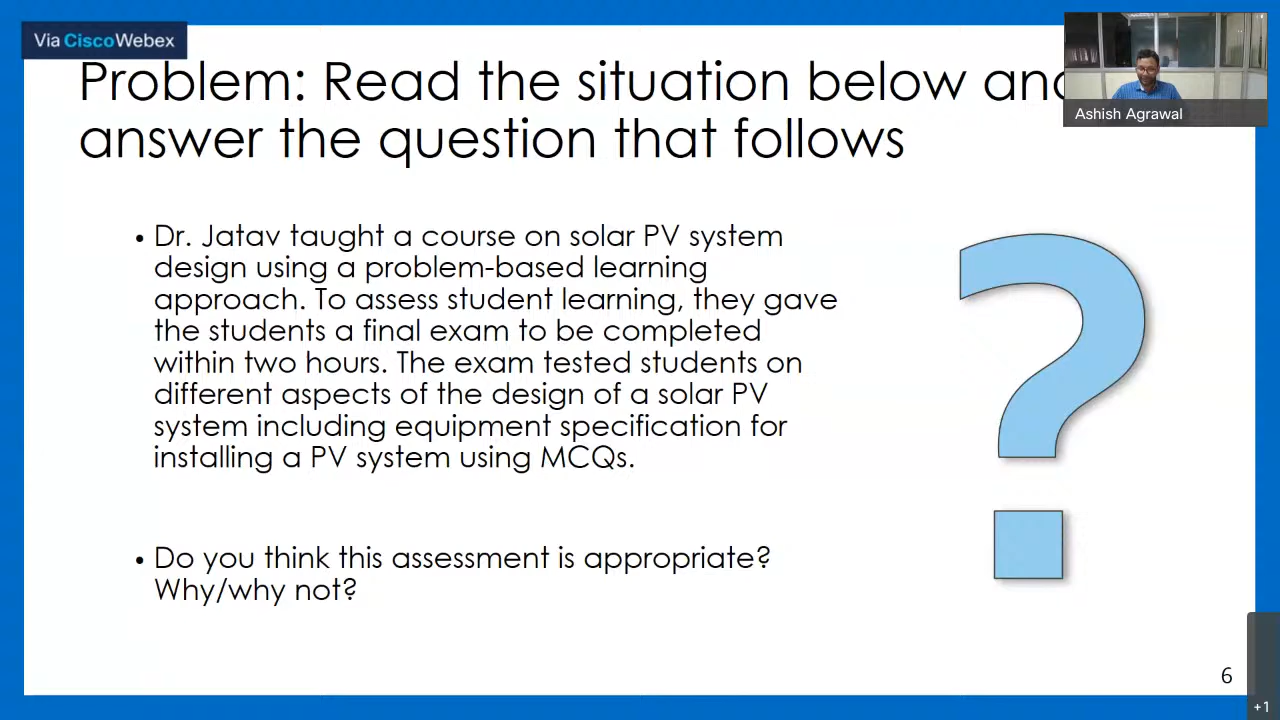 Via CiscoWebex
Problem: Read the situation below and
answer the question that follows
Ashish Agrawal
• Dr. Jatav taught a course on solar PV system
design using a problem-based learning
approach. To assess student learning, they gave
the students a final exam to be completed
within two hours. The exam tested students on
different aspects of the design of a solar PV
system including equipment specification for
installing a PV system using MCQs.
• Do you think this assessment is appropriate?
Why/why not?
?
6
+1